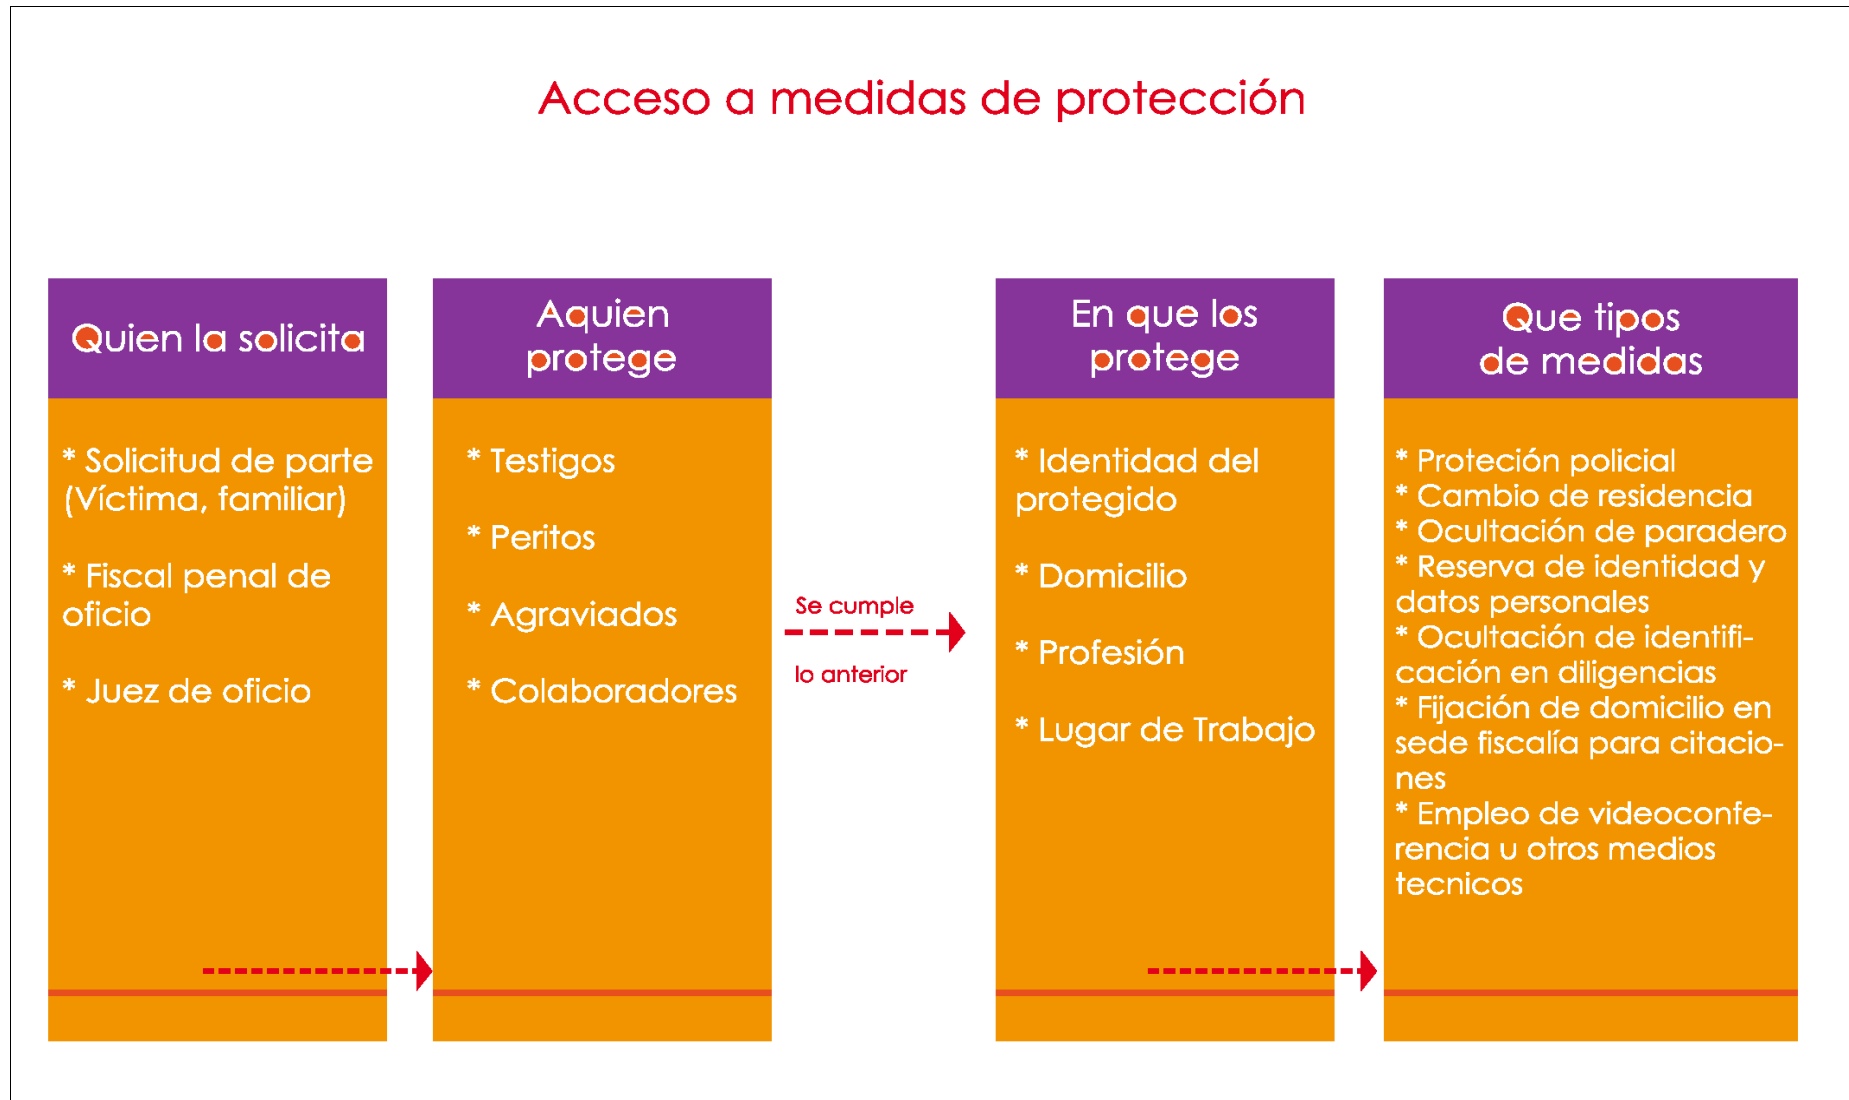 Acceso a medidas de protección
Quien la solicita
* Solicitud de parte
(Víctima, familiar)
* Fiscal penal de
oficio
* Juez de oficio
Aquien
protege
* Testigos
* Peritos
* Agraviados
* Colaboradores
Se cumple
lo anterior
En que los
protege
* Identidad del
protegido
* Domicilio
* Profesión
* Lugar de Trabajo
Que tipos
de medidas
* Proteción policial
* Cambio de residencia
* Ocultación de paradero
* Reserva de identidad y
datos personales
* Ocultación de identifi-
cación en diligencias
* Fijación de domicilio en
sede fiscalía para citacio-
nes
* Empleo de videoconfe-
rencia u otros medios
tecnicos